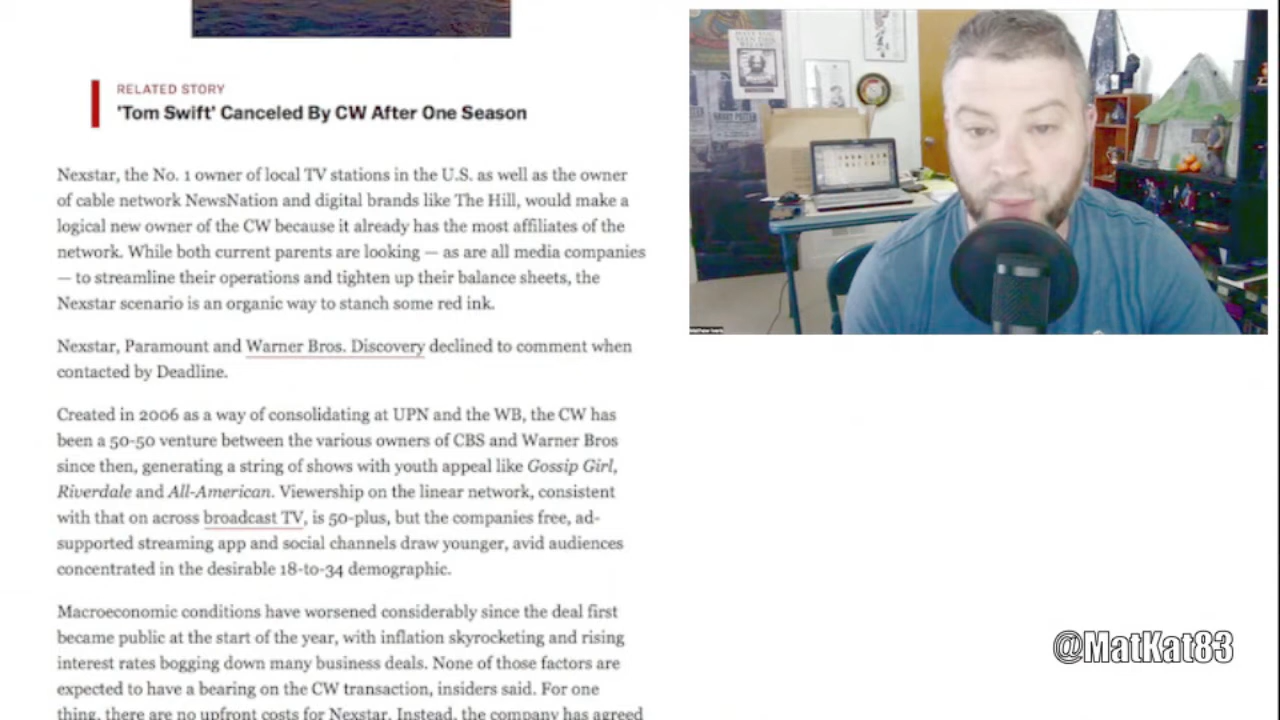 RELATED STORY
'Tom Swift' Canceled By CW After One Season
Nexstar, the No. 1 owner of local TV stations in the U.S. as well as the owner
of cable network NewsNation and digital brands like The Hill, would make a
logical new owner of the CW because it already has the most affiliates of the
network. While both current parents are looking — as are all media companies
— to streamline their operations and tighten up their balance sheets, the
Nexstar scenario is an organic way to stanch some red ink.
Nexstar, Paramount and Warner Bros. Discovery declined to comment when
contacted by Deadline.
Created in 2006 as a way of consolidating at UPN and the WB, the CW has
been a 50-50 venture between the various owners of CBS and Warner Bros
since then, generating a string of shows with youth appeal like Gossip Girl,
Riverdale and All-American. Viewership on the linear network, consistent
with that on across broadcast TV, is 50-plus, but the companies free, ad-
supported streaming app and social channels draw younger, avid audiences
concentrated in the desirable 18-to-34 demographic.
Macroeconomic conditions have worsened considerably since the deal first
became public at the start of the year, with inflation skyrocketing and rising
interest rates bogging down many business deals. None of those factors are
expected to have a bearing on the CW transaction, insiders said. For one
thing, there are no upfront costs for Nexstar. Instead, the company has agreed
@MatKat83